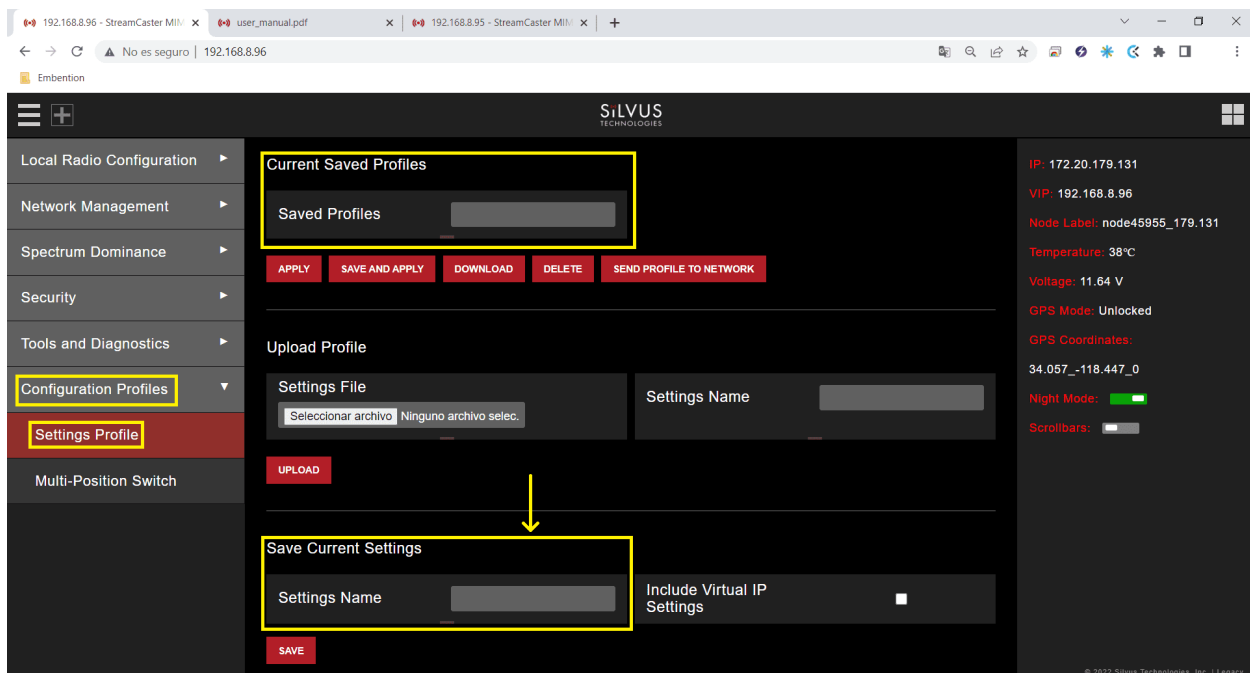 192.168.8.96 - StreamCaster MIM
user_manual.pdf
192.168.8.95 - StreamCaster MIM
No es seguro | 192.168.8.96
Embention
SiLVUS
TECHNOLOGIES
Local Radio Configuration
Network Management
Spectrum Dominance
Security
Tools and Diagnostics
Configuration Profiles
Settings Profile
Multi-Position Switch
Current Saved Profiles
Saved Profiles
APPLY SAVE AND APPLY DOWNLOAD DELETE SEND PROFILE TO NETWORK
Upload Profile
Settings File
Seleccionar archivo Ninguno archivo selec.
Settings Name
UPLOAD
Save Current Settings
Settings Name
Include Virtual IP
Settings
SAVE
IP: 172.20.179.131
VIP: 192.168.8.96
Node Label: node45955_179.131
Temperature: 38°C
Voltage: 11.64 V
GPS Mode: Unlocked
GPS Coordinates:
34.057_-118.447_0
Night Mode:
Scrollbars:
© 2022 Silvus Technologies, Inc. | Legacy